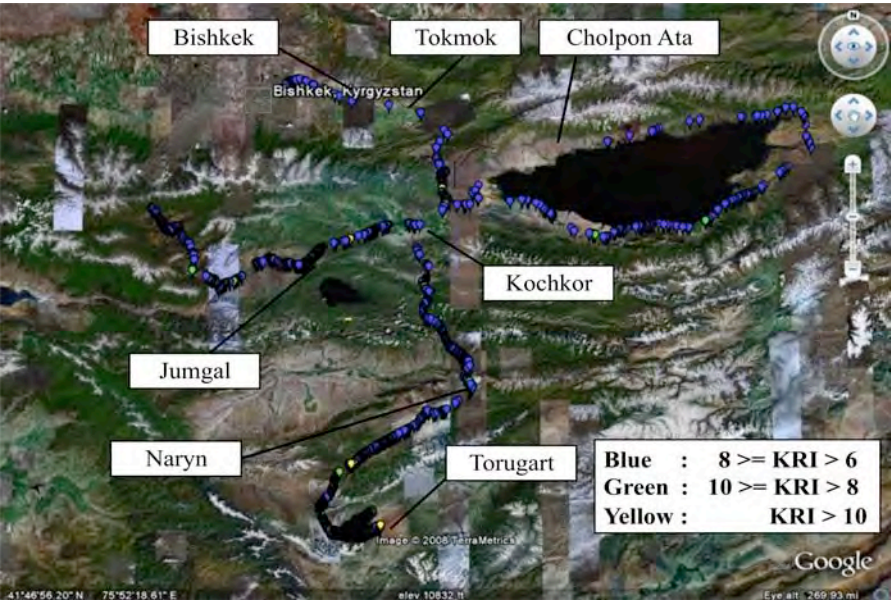 Bishkek
Tokmok
Cholpon Ata
N
Bishkek, Kyrgyzstan
Kochkor
Jumgal
Naryn
Torugart
Blue : 8 >= KRI > 6
Green : 10 >= KRI > 8
Yellow : KRI > 10
Image © 2008 TerraMetrics
Google
41°46'56.20" N 75°52'18.61" E
elev 10832 ft
Eye alt 269.93 mi